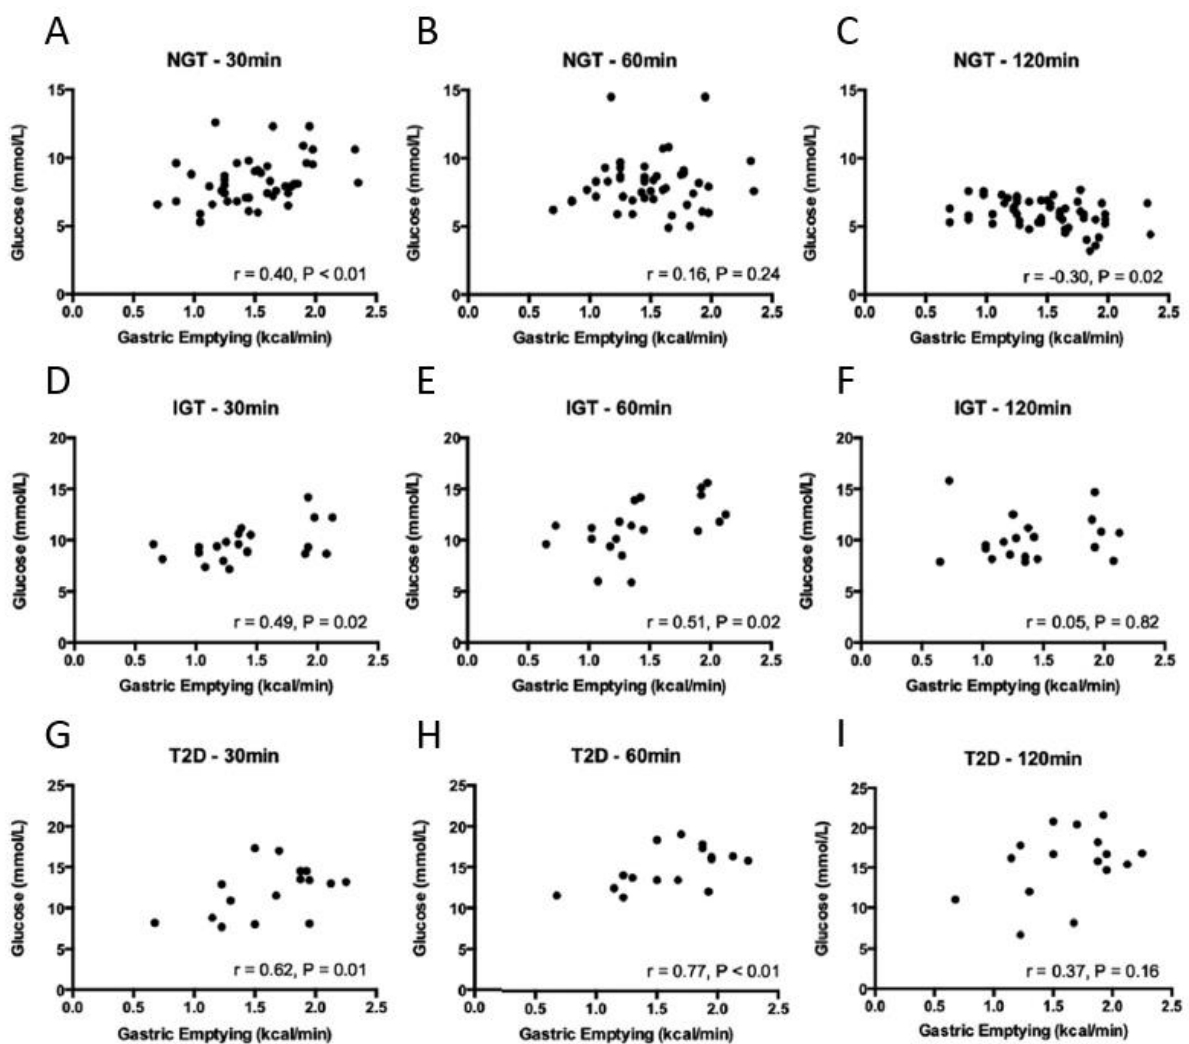 A
B
C
NGT - 30min
NGT - 60min
NGT - 120min
Glucose (mmol/L)
15
10
5
0
0.0 0.5 1.0 1.5 2.0 2.5
Gastric Emptying (kcal/min)
r = 0.40, P < 0.01
Glucose (mmol/L)
15
10
5
0
0.0 0.5 1.0 1.5 2.0 2.5
Gastric Emptying (kcal/min)
r = 0.16, P = 0.24
Glucose (mmol/L)
15
10
5
0
0.0 0.5 1.0 1.5 2.0 2.5
Gastric Emptying (kcal/min)
r = -0.30, P = 0.02
D
E
F
IGT - 30min
IGT - 60min
IGT - 120min
Glucose (mmol/L)
20
15
10
5
0
0.0 0.5 1.0 1.5 2.0 2.5
Gastric Emptying (kcal/min)
r = 0.49, P = 0.02
Glucose (mmol/L)
20
15
10
5
0
0.0 0.5 1.0 1.5 2.0 2.5
Gastric Emptying (kcal/min)
r = 0.51, P = 0.02
Glucose (mmol/L)
20
15
10
5
0
0.0 0.5 1.0 1.5 2.0 2.5
Gastric Emptying (kcal/min)
r = 0.05, P = 0.82
G
H
I
T2D - 30min
T2D - 60min
T2D - 120min
Glucose (mmol/L)
25
20
15
10
5
0
0.0 0.5 1.0 1.5 2.0 2.5
Gastric Emptying (kcal/min)
r = 0.62, P = 0.01
Glucose (mmol/L)
25
20
15
10
5
0
0.0 0.5 1.0 1.5 2.0 2.5
Gastric Emptying (kcal/min)
r = 0.77, P < 0.01
Glucose (mmol/L)
25
20
15
10
5
0
0.0 0.5 1.0 1.5 2.0 2.5
Gastric Emptying (kcal/min)
r = 0.37, P = 0.16